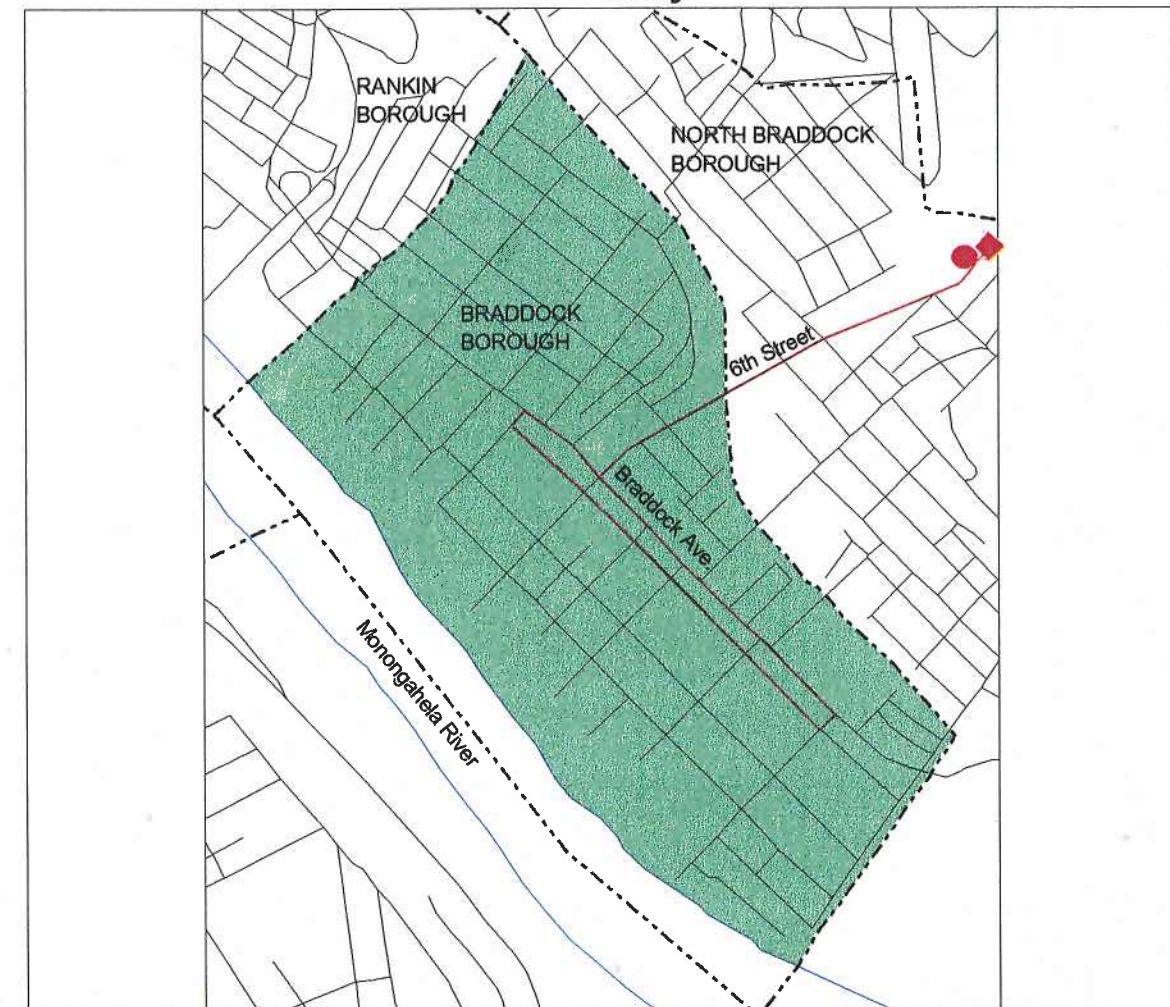 RANKIN
BOROUGH
NORTH BRADDOCK
BOROUGH
BRADDOCK
BOROUGH
6th Street
Braddock Ave.
Monongahela River